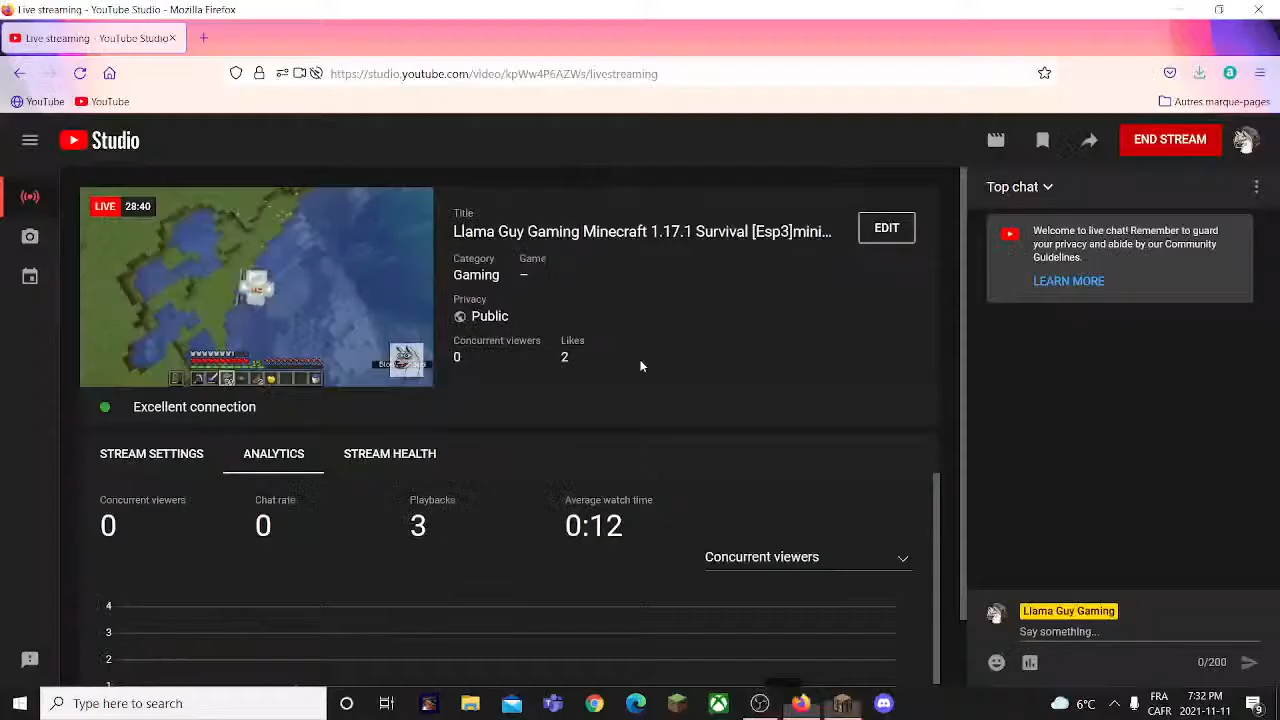 Live streaming - YouTube Studio — Mozilla Firefox
Live streaming - YouTube Studio
https://studio.youtube.com/video/kpWw4P6AZWs/livestreaming
YouTube
YouTube
Autres marque-pages
Studio
END STREAM
LIVE 28:40
Title
Llama Guy Gaming Minecraft 1.17.1 Survival [Esp3]mini...
EDIT
Category
Game
Gaming
–
Privacy
Public
Concurrent viewers
Likes
0
2
Excellent connection
STREAM SETTINGS
ANALYTICS
STREAM HEALTH
Concurrent viewers
Chat rate
Playbacks
Average watch time
0
0
3
0:12
Concurrent viewers
4
3
2
1
Top chat
Welcome to live chat! Remember to guard
your privacy and abide by our Community
Guidelines.
LEARN MORE
Llama Guy Gaming
Say something...
0/200
Type here to search
6°C
FRA
CAFR
7:32 PM
2021-11-11